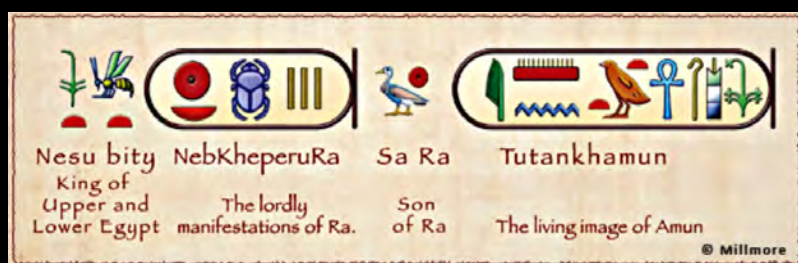 Nesu bity NebKheperuRa Sa Ra Tutankhamun
King of
Upper and
Lower Egypt
The lordly
manifestations of Ra.
Son
of Ra
The living image of Amun
© Millmore